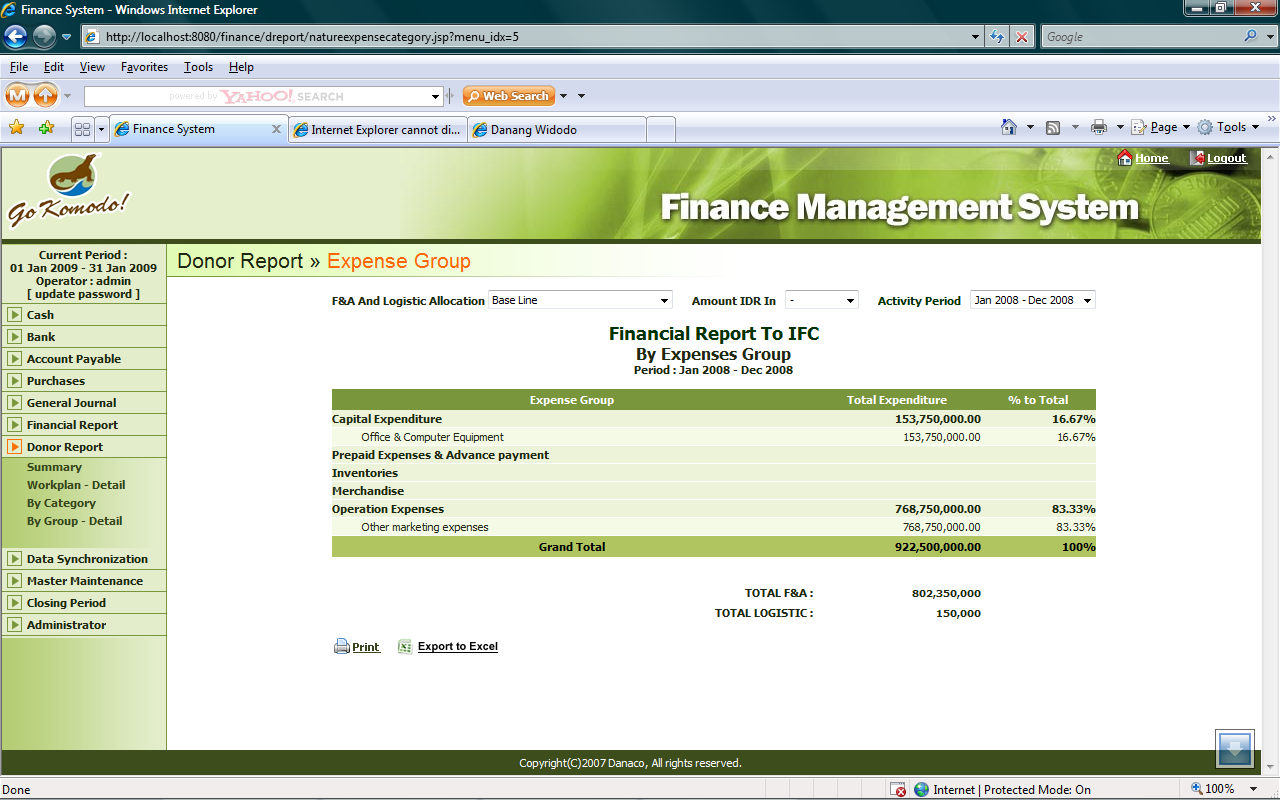 Finance System - Windows Internet Explorer
http://localhost:8080/finance/dreport/natureexpensecategory.jsp?menu_idx=5
Google
File Edit View Favorites Tools Help
M powered by YAHOO! SEARCH Web Search
Finance System Internet Explorer cannot di... Danang Widodo Page Tools
Home Logout
Go Komodo!
Finance Management System
Current Period :
01 Jan 2009 - 31 Jan 2009
Operator : admin
[ update password ]
Cash
Bank
Account Payable
Purchases
General Journal
Financial Report
Donor Report
Summary
Workplan - Detail
By Category
By Group - Detail
Data Synchronization
Master Maintenance
Closing Period
Administrator
Donor Report » Expense Group
F&A And Logistic Allocation Base Line Amount IDR In - Activity Period Jan 2008 - Dec 2008
Financial Report To IFC
By Expenses Group
Period : Jan 2008 - Dec 2008
Expense Group Total Expenditure % to Total
Capital Expenditure 153,750,000.00 16.67%
Office & Computer Equipment 153,750,000.00 16.67%
Prepaid Expenses & Advance payment
Inventories
Merchandise
Operation Expenses 768,750,000.00 83.33%
Other marketing expenses 768,750,000.00 83.33%
Grand Total 922,500,000.00 100%
TOTAL F&A : 802,350,000
TOTAL LOGISTIC : 150,000
Print Export to Excel
Copyright(C)2007 Danaco, All rights reserved.
Done Internet | Protected Mode: On 100%